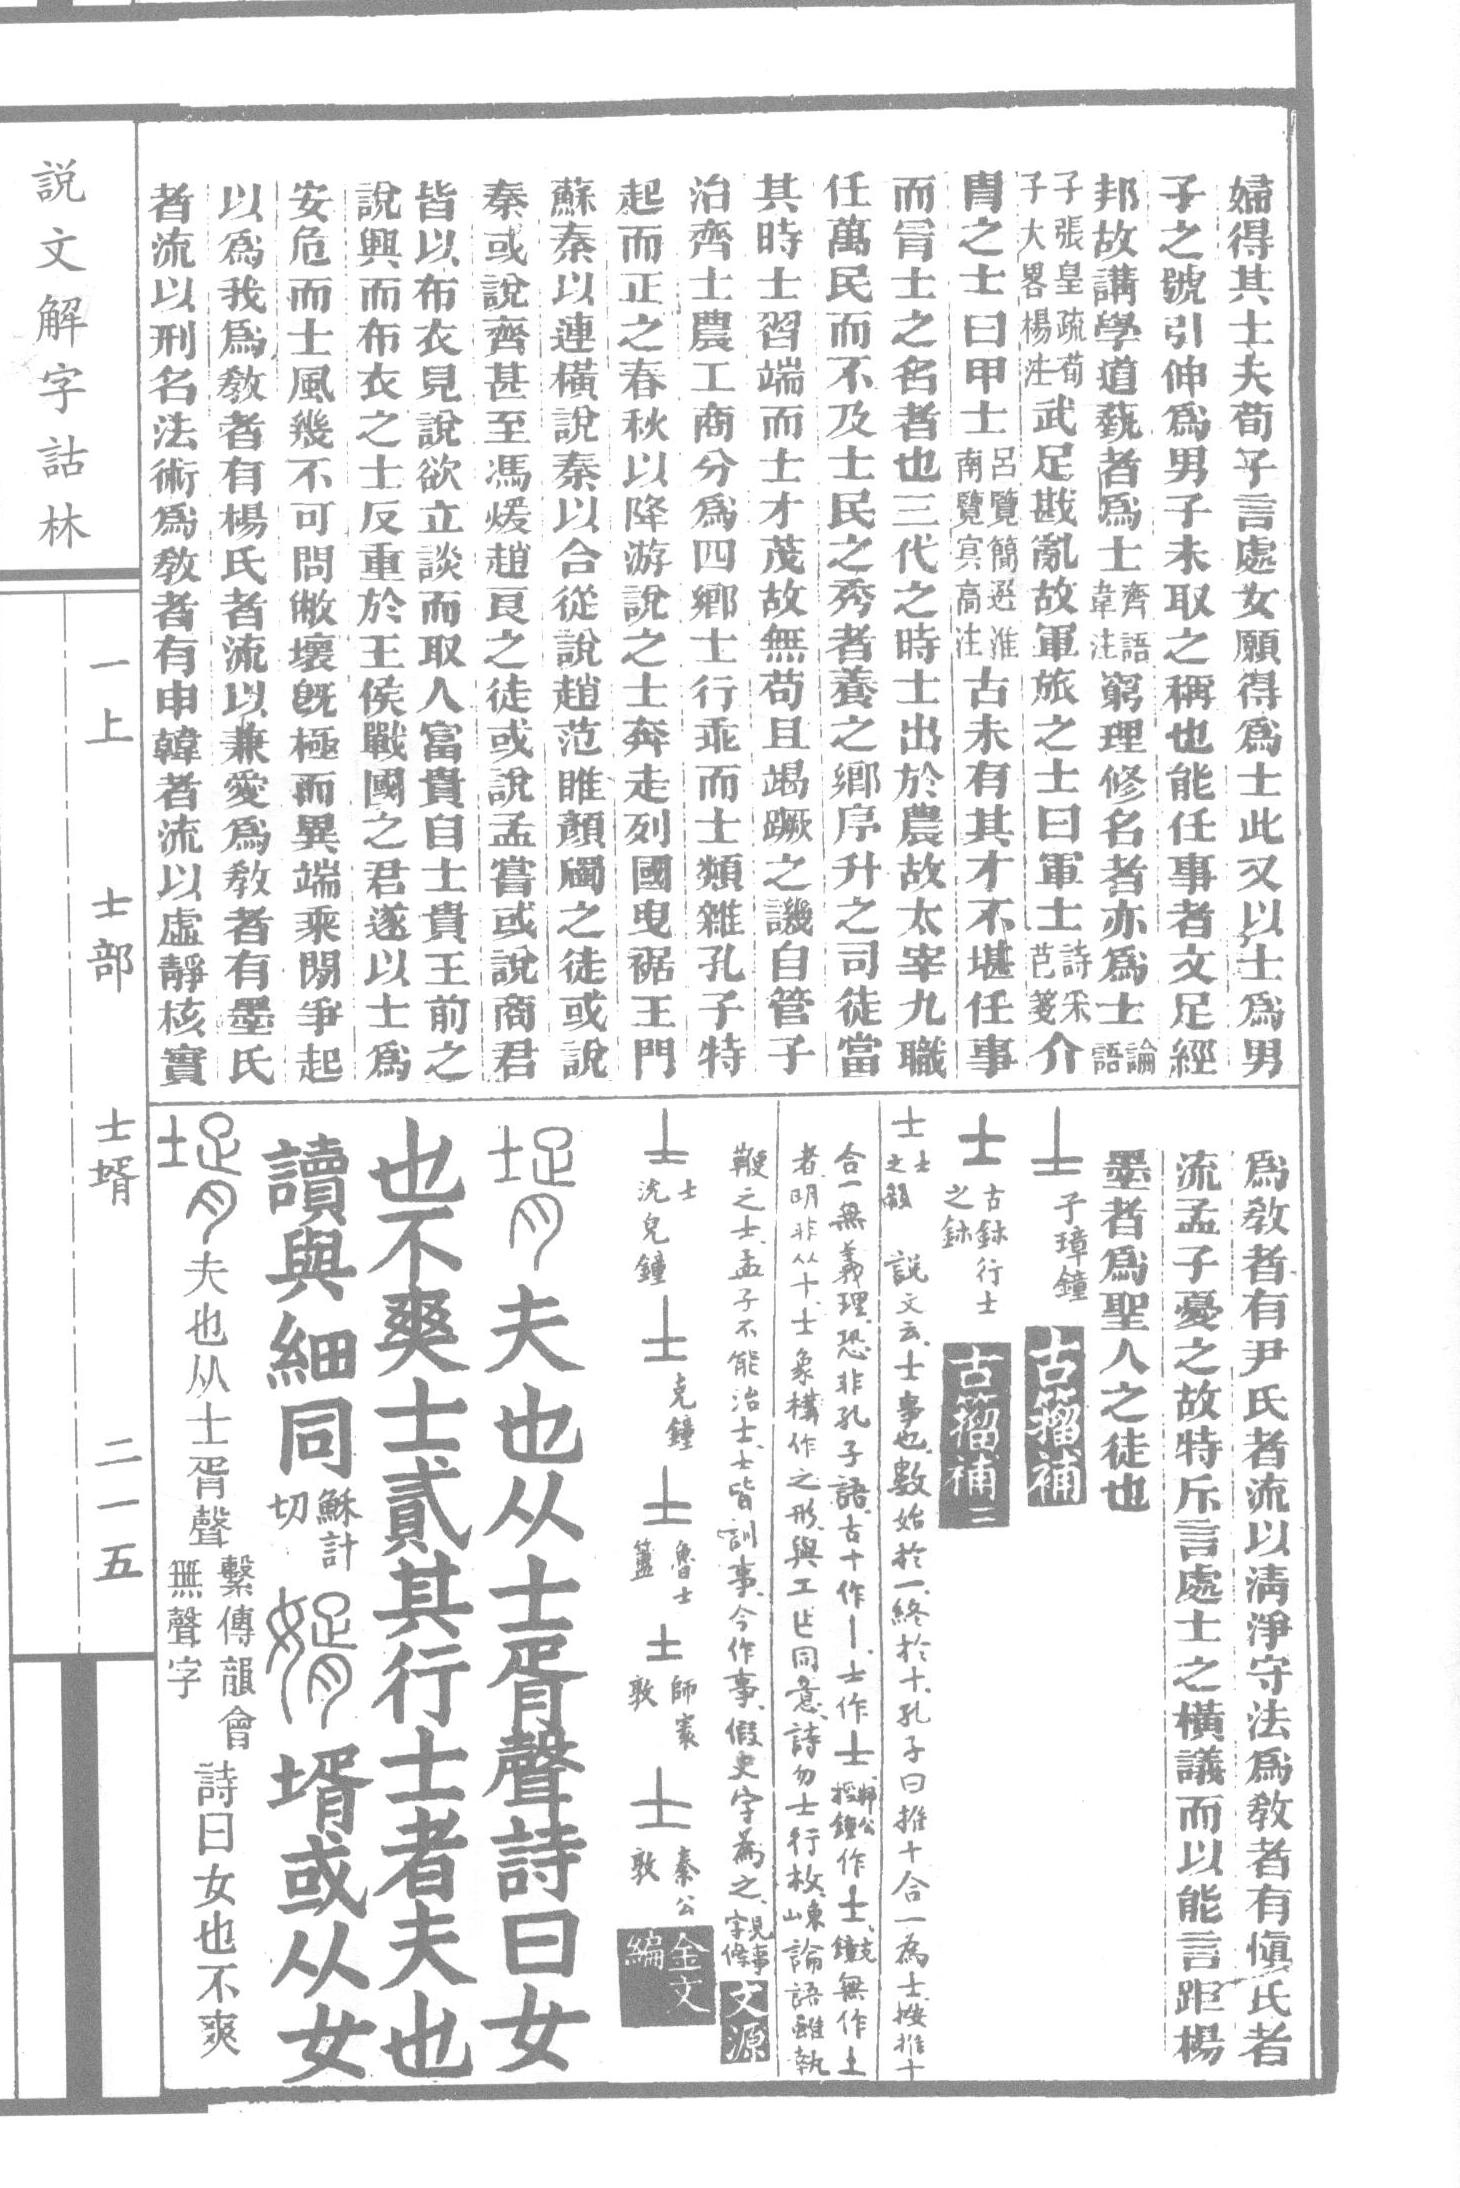 婦得其士夫荀子言處女願得爲士此又以士爲男
子之號引伸爲男子未取之稱也能任事者文足經
邦故講學道藝者爲士齊語韋注窮理修名者亦爲士論語
子張皇疏荀子大畧楊注武足戡亂故軍旅之士曰軍士詩采芑箋介
冑之士曰甲士呂覽簡選淮南覽冥高注古未有其才不堪任事
而冒士之名者也三代之時士出於農故太宰九職
任萬民而不及士民之秀者養之鄉序升之司徒當
其時士習端而士才茂故無苟且竭蹶之譏自管子
治齊士農工商分爲四鄉士行乖而士類雜孔子特
起而正之春秋以降游說之士奔走列國曳裾王門
蘇秦以連橫說秦以合從說趙范雎顏斶之徒或說
秦或說齊甚至馮煖趙良之徒或說孟嘗或說商君
皆以布衣見說欲立談而取人富貴自士貴王前之
說興而布衣之士反重於王侯戰國之君遂以士爲
安危而士風幾不可問敝壞旣極而異端乘閒爭起
以爲我爲敎者有楊氏者流以兼愛爲敎者有墨氏
者流以刑名法術爲敎者有申韓者流以虛靜核實
爲敎者有尹氏者流以淸淨守法爲敎者有愼氏者
流孟子憂之故特斥言處士之橫議而以能言距楊
墨者爲聖人之徒也
士子璋鐘古籀補
士古鉨行士之鉨古籀補二
士士之顧說文云、士事也、數始於一、終於十、孔子曰推十合一爲士、按推十
合一無義理、恐非孔子語、古十作丨、士作士、鐘作士、鐘無作士
者、明非从十、士象構作之形、與工同意、詩勿士行枚、東山論語雖執
鞭之士、孟子不能治士、士皆訓事、今作事、假史字爲之、見事字條文源
士士沇兒鐘士克鐘士魯士簠士師㝨敦士秦公敦金文編
壻夫也从士胥聲詩曰女
也不爽士貳其行士者夫也
讀與細同穌計切婿壻或从女
壻夫也从士胥聲繫傳韻會無聲字詩曰女也不爽
説文解字詁林
一上
士部
士壻
二一五